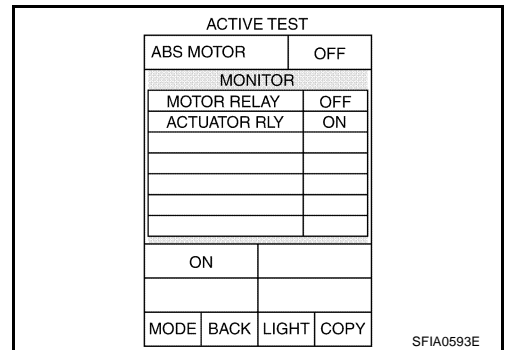 ACTIVE TEST
ABS MOTOR OFF
MONITOR
MOTOR RELAY OFF
ACTUATOR RLY ON
ON
MODE BACK LIGHT COPY
SFIA0593E